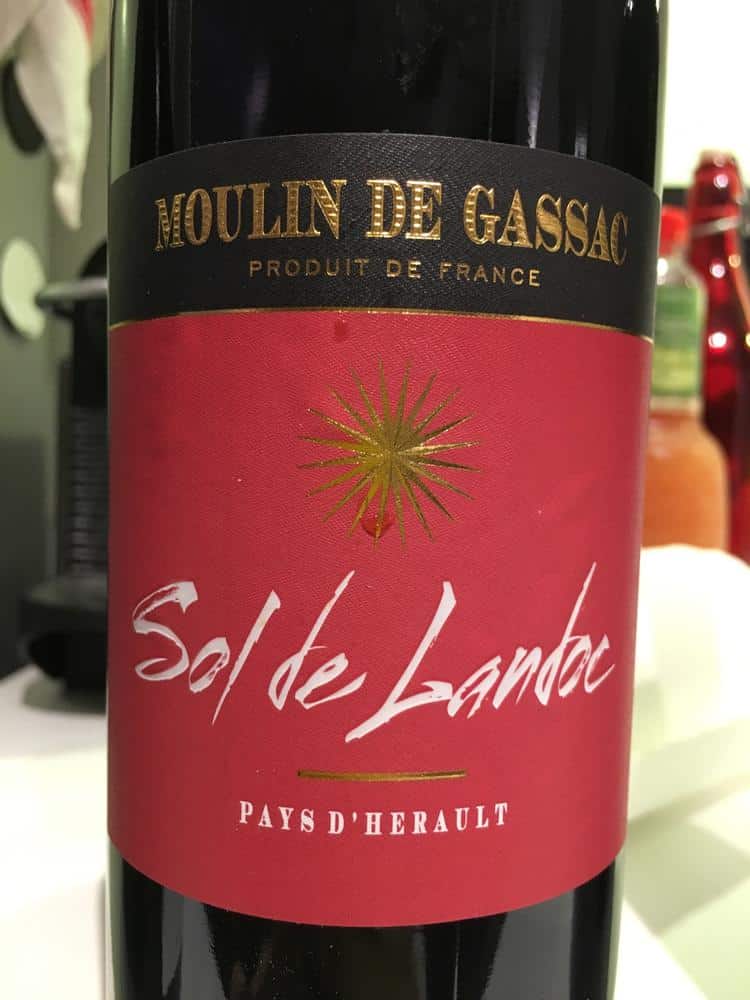 MOULIN DE GASSAC
PRODUIT DE FRANCE
Sol de Landoc
PAYS D'HERAULT